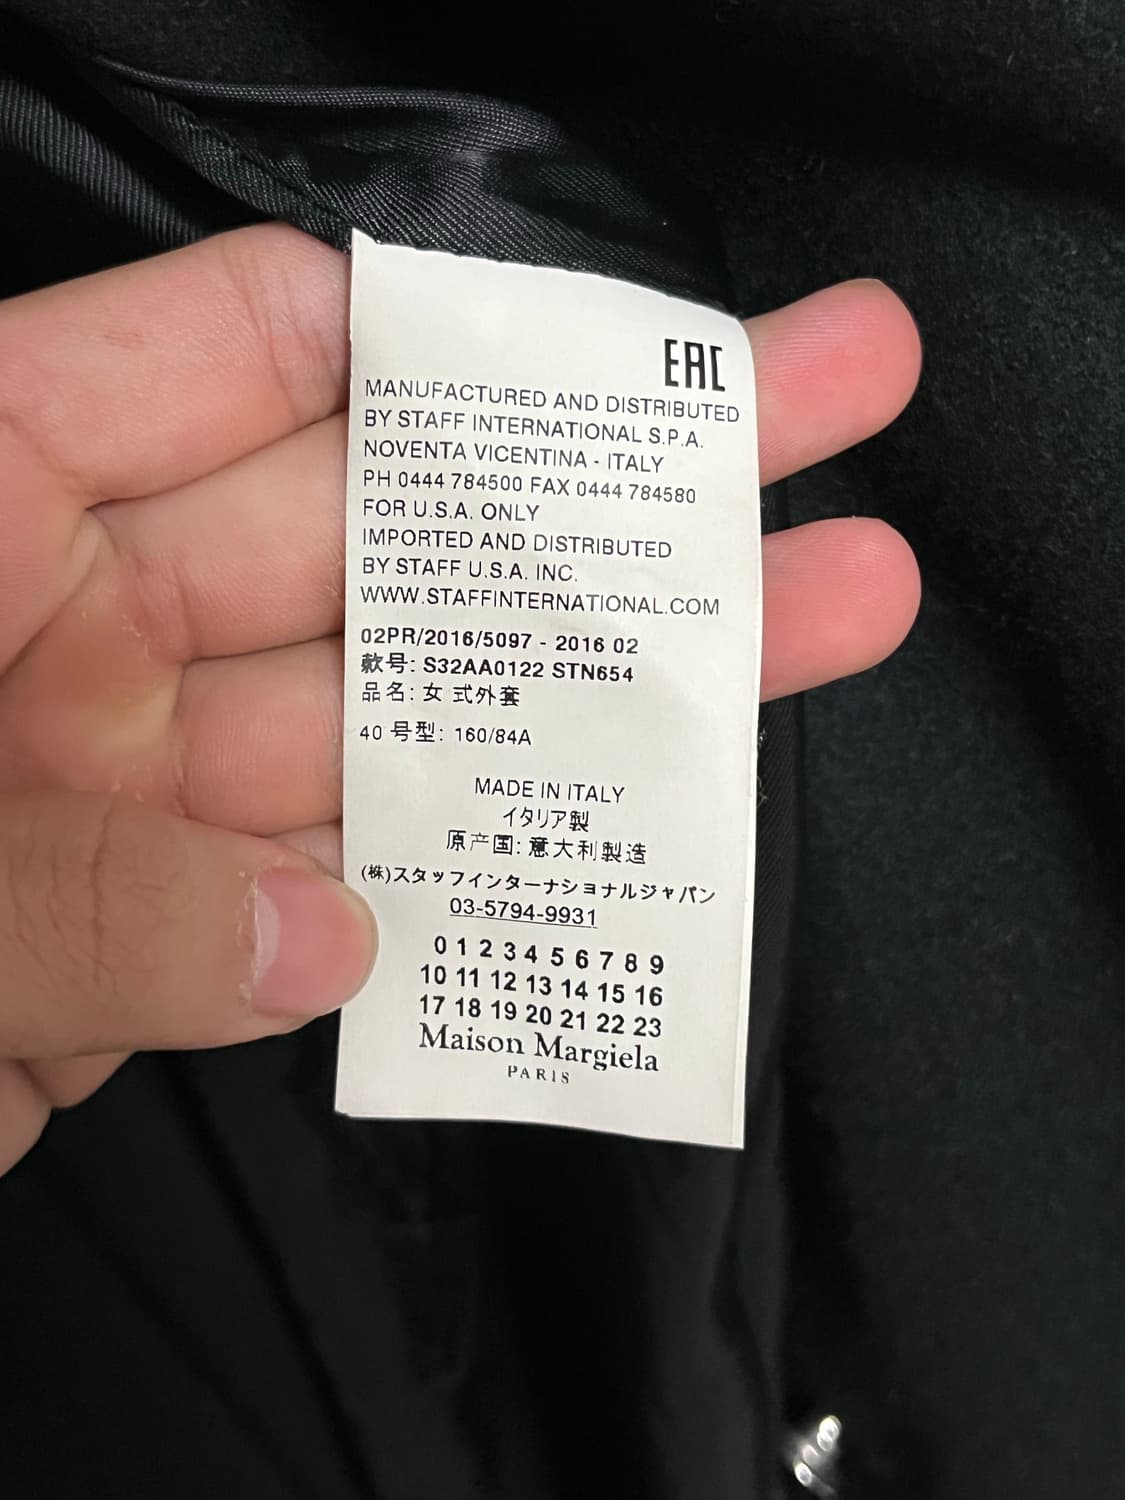 EAC
MANUFACTURED AND DISTRIBUTED
BY STAFF INTERNATIONAL S.P.A.
NOVENTA VICENTINA - ITALY
PH 0444 784500 FAX 0444 784580
FOR U.S.A. ONLY
IMPORTED AND DISTRIBUTED
BY STAFF U.S.A. INC.
WWW.STAFFINTERNATIONAL.COM
02PR/2016/5097 - 2016 02
款号: S32AA0122 STN654
品名: 女 式外套
40 号型: 160/84A
MADE IN ITALY
イタリア製
原产国: 意大利製造
(株)スタッフインターナショナルジャパン
03-5794-9931
0 1 2 3 4 5 6 7 8 9
10 11 12 13 14 15 16
17 18 19 20 21 22 23
Maison Margiela
PARIS